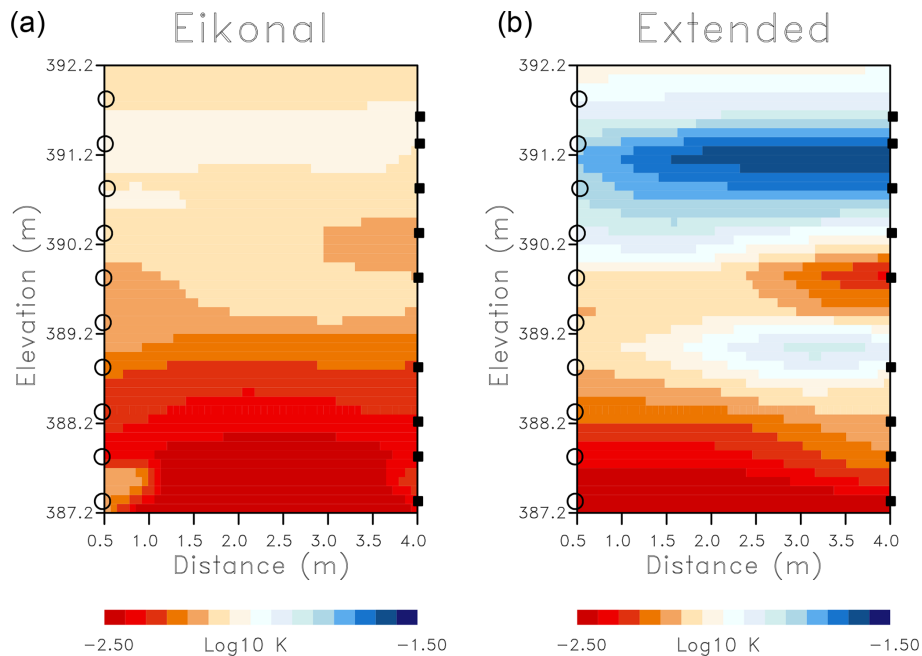 (a) Eikonal (b) Extended
392.2 392.2
391.2 391.2
390.2 390.2
389.2 389.2
388.2 388.2
387.2 387.2
Elevation (m) Elevation (m)
0.5 1.0 1.5 2.0 2.5 3.0 3.5 4.0 0.5 1.0 1.5 2.0 2.5 3.0 3.5 4.0
Distance (m) Distance (m)
−2.50 Log10 K −1.50 −2.50 Log10 K −1.50